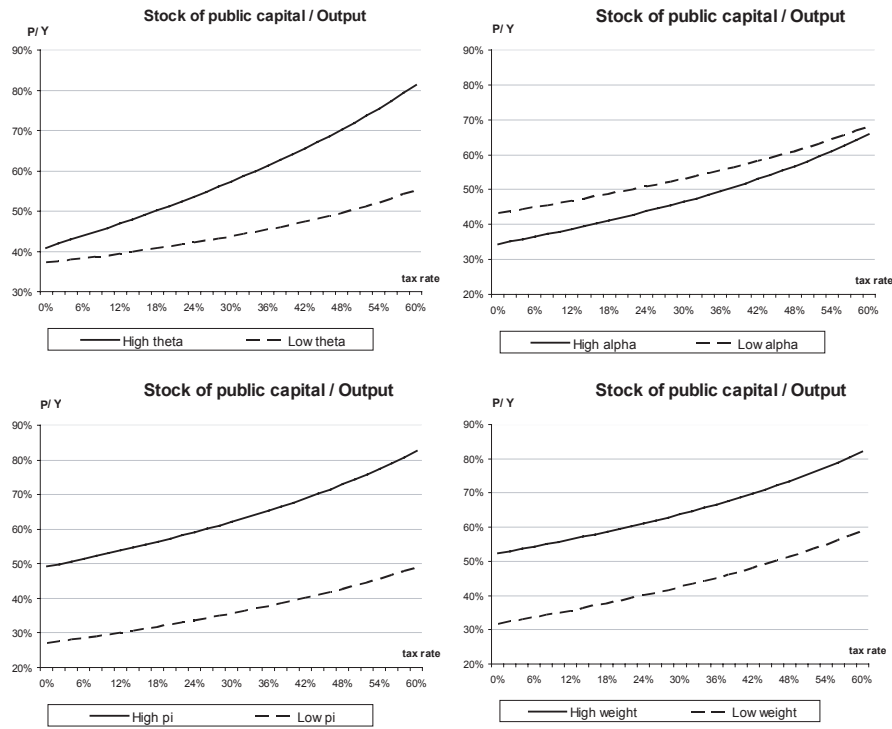 Stock of public capital / Output
P/ Y
90%
80%
70%
60%
50%
40%
30%
tax rate
0% 6% 12% 18% 24% 30% 36% 42% 48% 54% 60%
High theta Low theta
Stock of public capital / Output
P/ Y
90%
80%
70%
60%
50%
40%
30%
20%
tax rate
0% 6% 12% 18% 24% 30% 36% 42% 48% 54% 60%
High alpha Low alpha
Stock of public capital / Output
P/ Y
90%
80%
70%
60%
50%
40%
30%
20%
tax rate
0% 6% 12% 18% 24% 30% 36% 42% 48% 54% 60%
High pi Low pi
Stock of public capital / Output
P/ Y
90%
80%
70%
60%
50%
40%
30%
20%
tax rate
0% 6% 12% 18% 24% 30% 36% 42% 48% 54% 60%
High weight Low weight